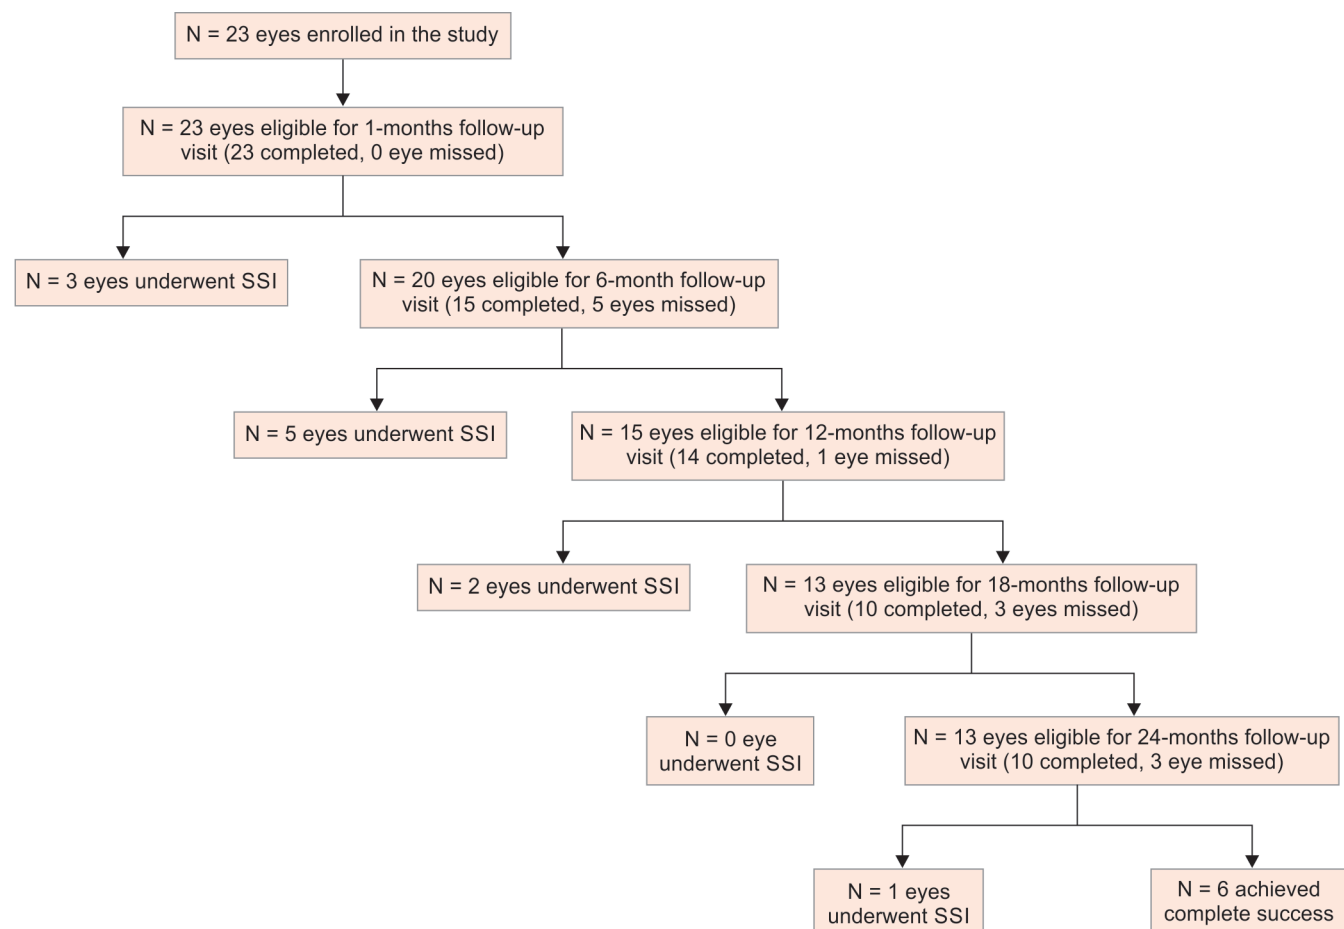 N = 23 eyes enrolled in the study
N = 23 eyes eligible for 1-months follow-up
visit (23 completed, 0 eye missed)
N = 3 eyes underwent SSI
N = 20 eyes eligible for 6-month follow-up
visit (15 completed, 5 eyes missed)
N = 5 eyes underwent SSI
N = 15 eyes eligible for 12-months follow-up
visit (14 completed, 1 eye missed)
N = 2 eyes underwent SSI
N = 13 eyes eligible for 18-months follow-up
visit (10 completed, 3 eyes missed)
N = 0 eye
underwent SSI
N = 13 eyes eligible for 24-months follow-up
visit (10 completed, 3 eye missed)
N = 1 eyes
underwent SSI
N = 6 achieved
complete success